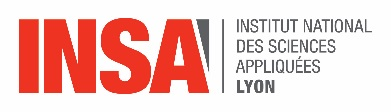 INSA
INSTITUT NATIONAL
DES SCIENCES
APPLIQUÉES
LYON